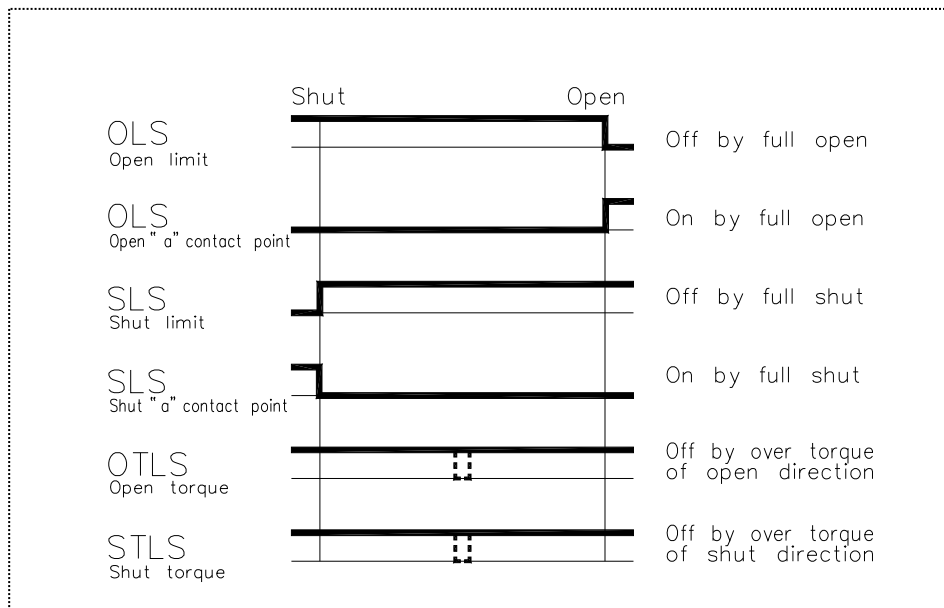 Shut Open
OLS
Open limit
Off by full open
OLS
Open "a" contact point
On by full open
SLS
Shut limit
Off by full shut
SLS
Shut "a" contact point
On by full shut
OTLS
Open torque
Off by over torque
of open direction
STLS
Shut torque
Off by over torque
of shut direction